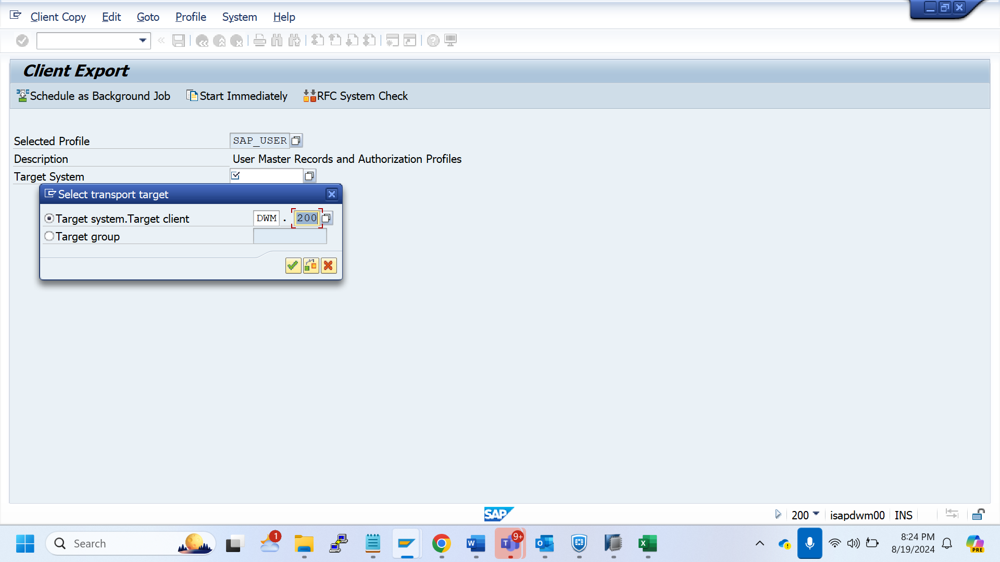 Client Copy Edit Goto Profile System Help
Client Export
Schedule as Background Job Start Immediately RFC System Check
Selected Profile SAP_USER
Description User Master Records and Authorization Profiles
Target System
Select transport target
Target system.Target client DWM . 200
Target group
SAP 200 isapdwm00 INS
Search 1 9+ 8:24 PM
8/19/2024
PRE